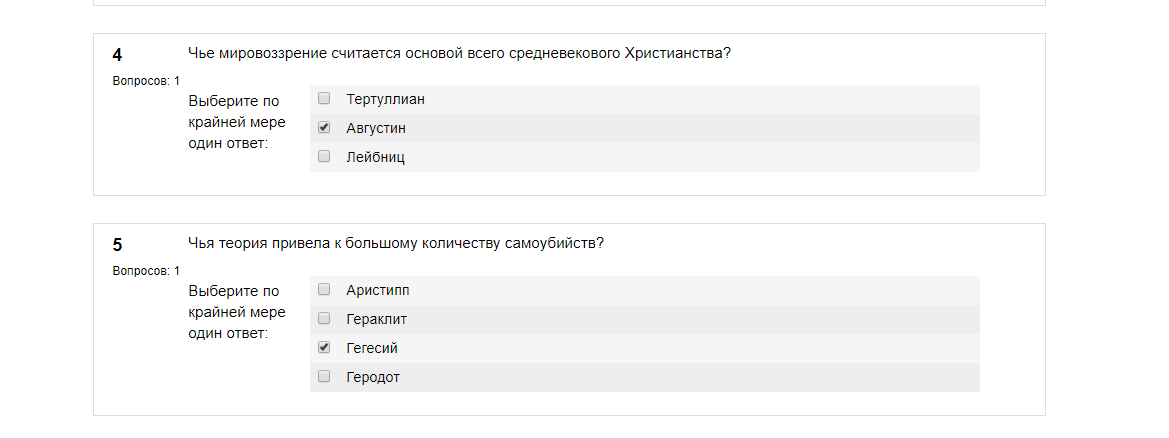 4
Чье мировоззрение считается основой всего средневекового Христианства?
Вопросов: 1
Выберите по
крайней мере
один ответ:
Тертуллиан
Августин
Лейбниц
5
Чья теория привела к большому количеству самоубийств?
Вопросов: 1
Выберите по
крайней мере
один ответ:
Аристипп
Гераклит
Гегесий
Геродот